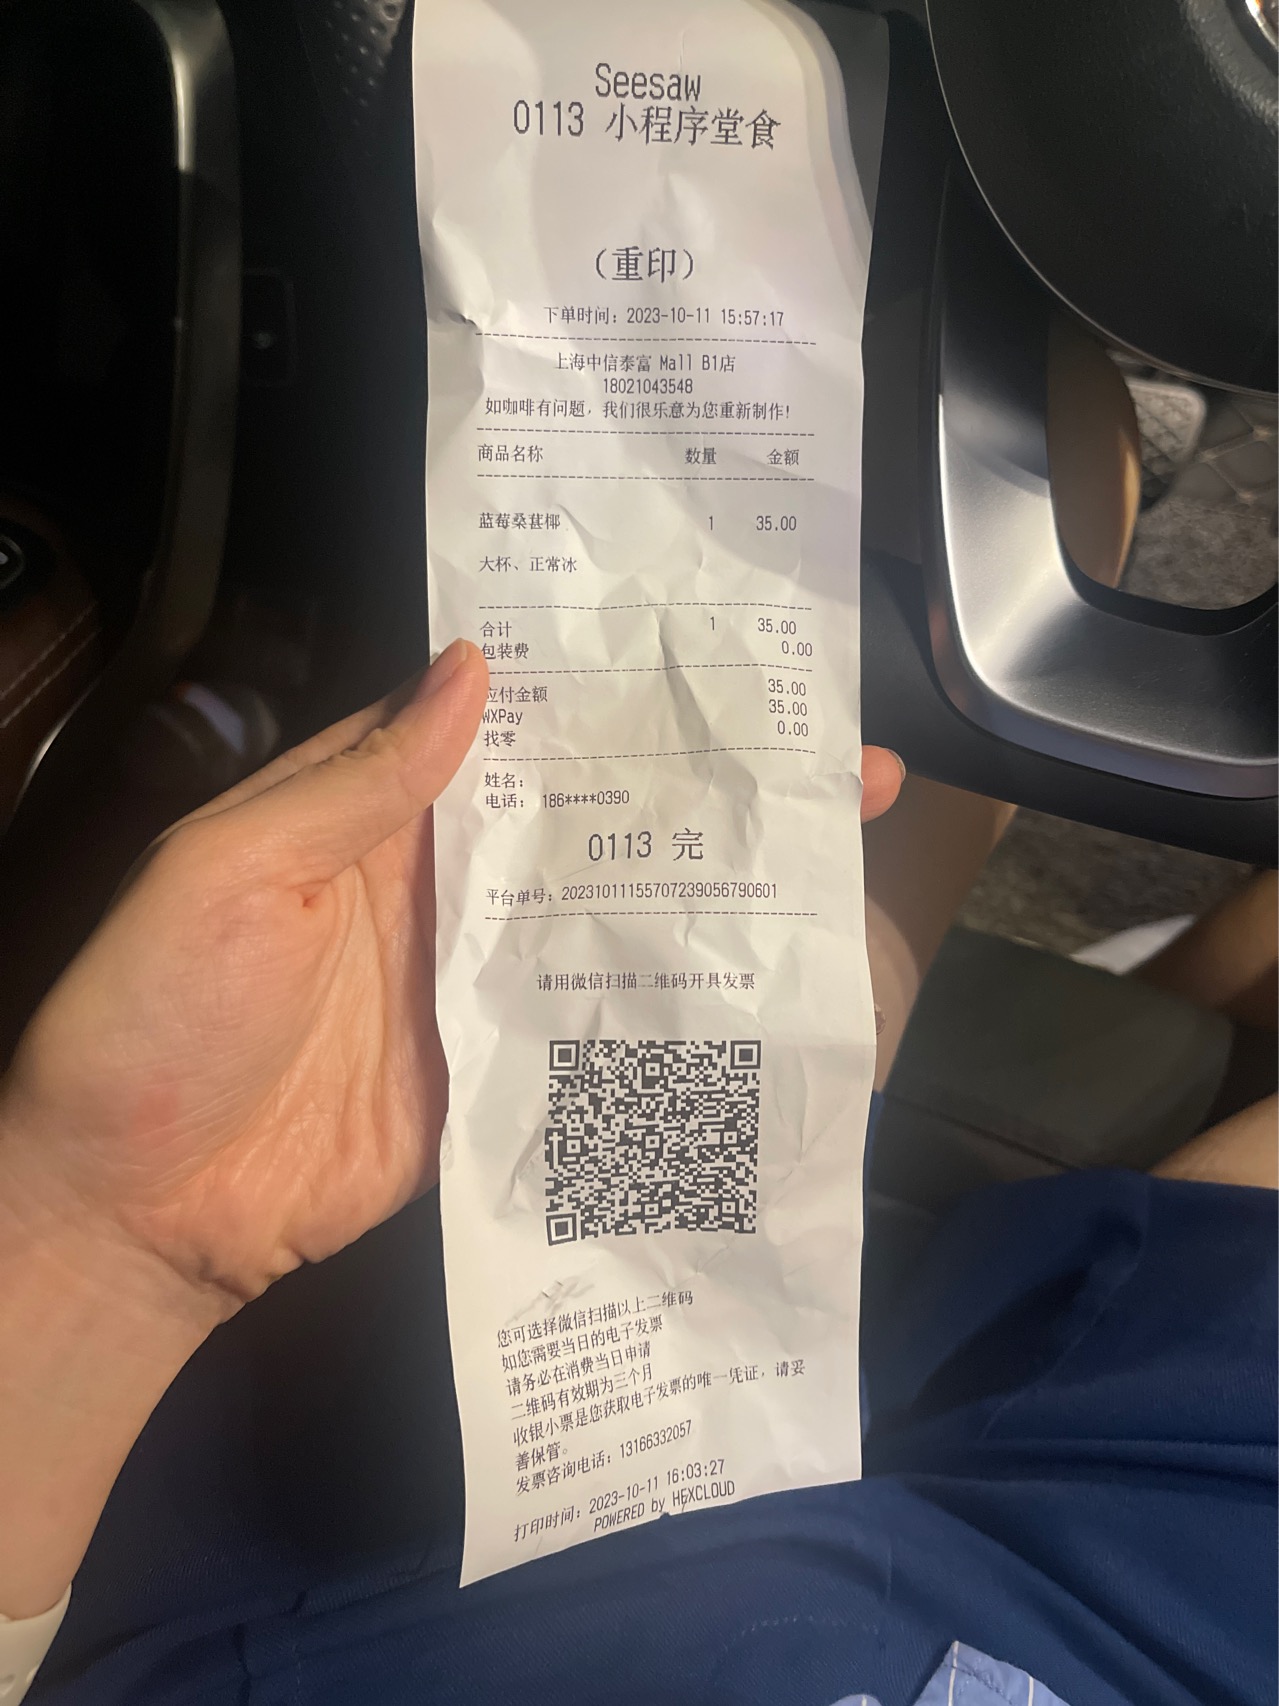 Seesaw
0113 小程序堂食
（重印）
下单时间：2023-10-11 15:57:17
上海中信泰富 Mall B1店
18021043548
如咖啡有问题，我们很乐意为您重新制作！
商品名称 数量 金额
蓝莓桑葚椰 1 35.00
大杯、正常冰
合计 1 35.00
包装费 0.00
应付金额 35.00
WXPay 35.00
找零 0.00
姓名：
电话： 186****0390
0113 完
平台单号：20231011155707239056790601
请用微信扫描二维码开具发票
您可选择微信扫描以上二维码
如您需要当日的电子发票
请务必在消费当日申请
二维码有效期为三个月
收银小票是您获取电子发票的唯一凭证，请妥
善保管。
发票咨询电话：13166332057
打印时间：2023-10-11 16:03:27
POWERED by HEXCLOUD